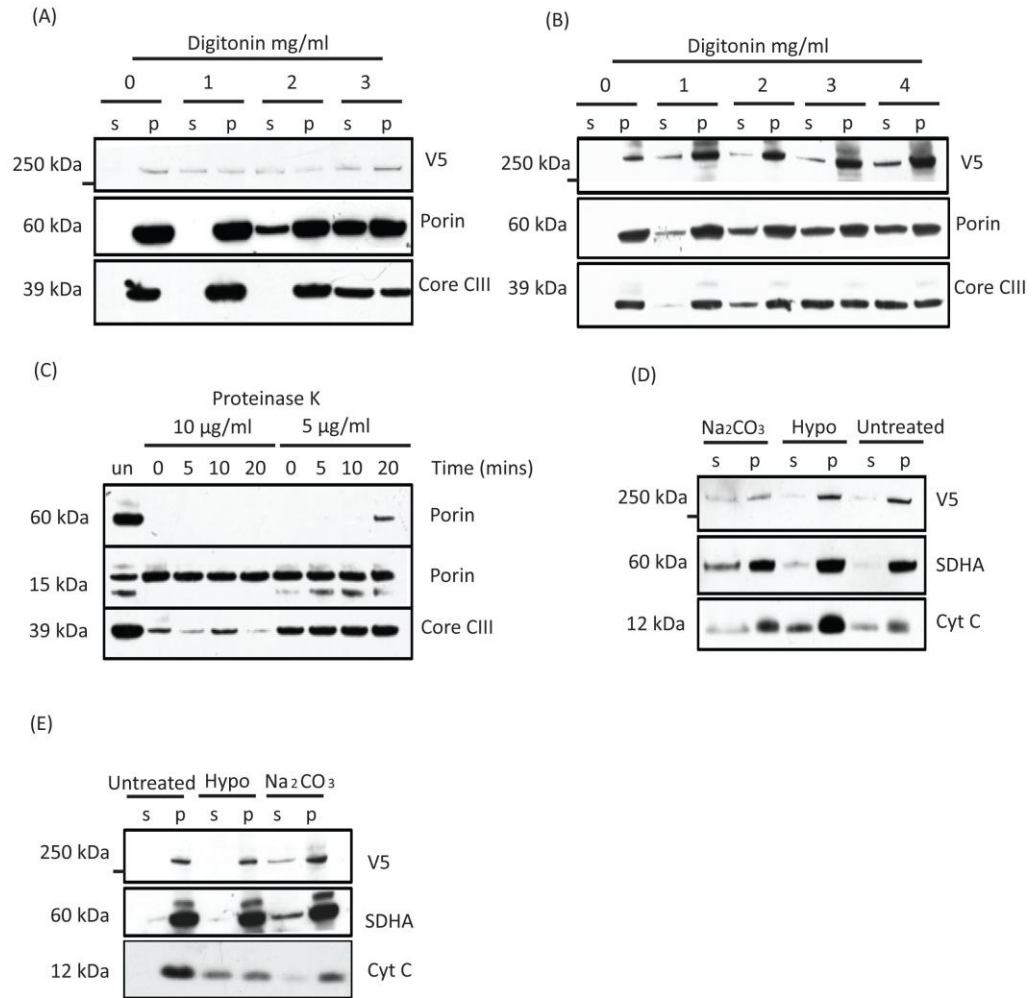 (A)
Digitonin mg/ml
0 1 2 3
s p s p s p s p
250 kDa V5
60 kDa Porin
39 kDa Core CIII
(B)
Digitonin mg/ml
0 1 2 3 4
s p s p s p s p s p
250 kDa V5
60 kDa Porin
39 kDa Core CIII
(C)
Proteinase K
10 µg/ml 5 µg/ml
un 0 5 10 20 0 5 10 20 Time (mins)
60 kDa Porin
15 kDa Porin
39 kDa Core CIII
(D)
Na₂CO₃ Hypo Untreated
s p s p s p
250 kDa V5
60 kDa SDHA
12 kDa Cyt C
(E)
Untreated Hypo Na₂CO₃
s p s p s p
250 kDa V5
60 kDa SDHA
12 kDa Cyt C